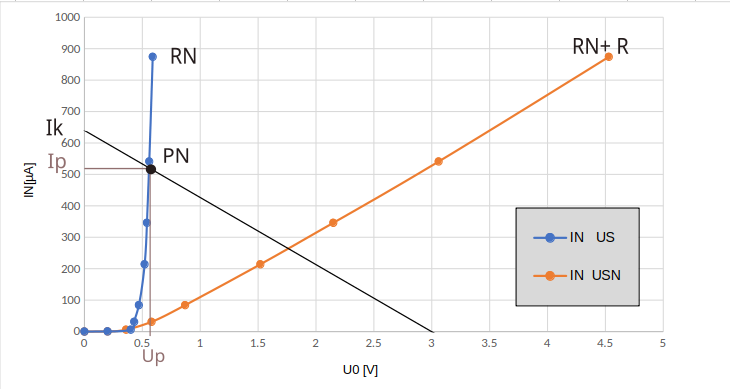 1000
900
RN+ R
RN
800
700
Ik
600
PN
Ip
500
IN[µA]
400
300
IN US
200
IN USN
100
0
0 0.5 1 1.5 2 2.5 3 3.5 4 4.5 5
Up
U0 [V]